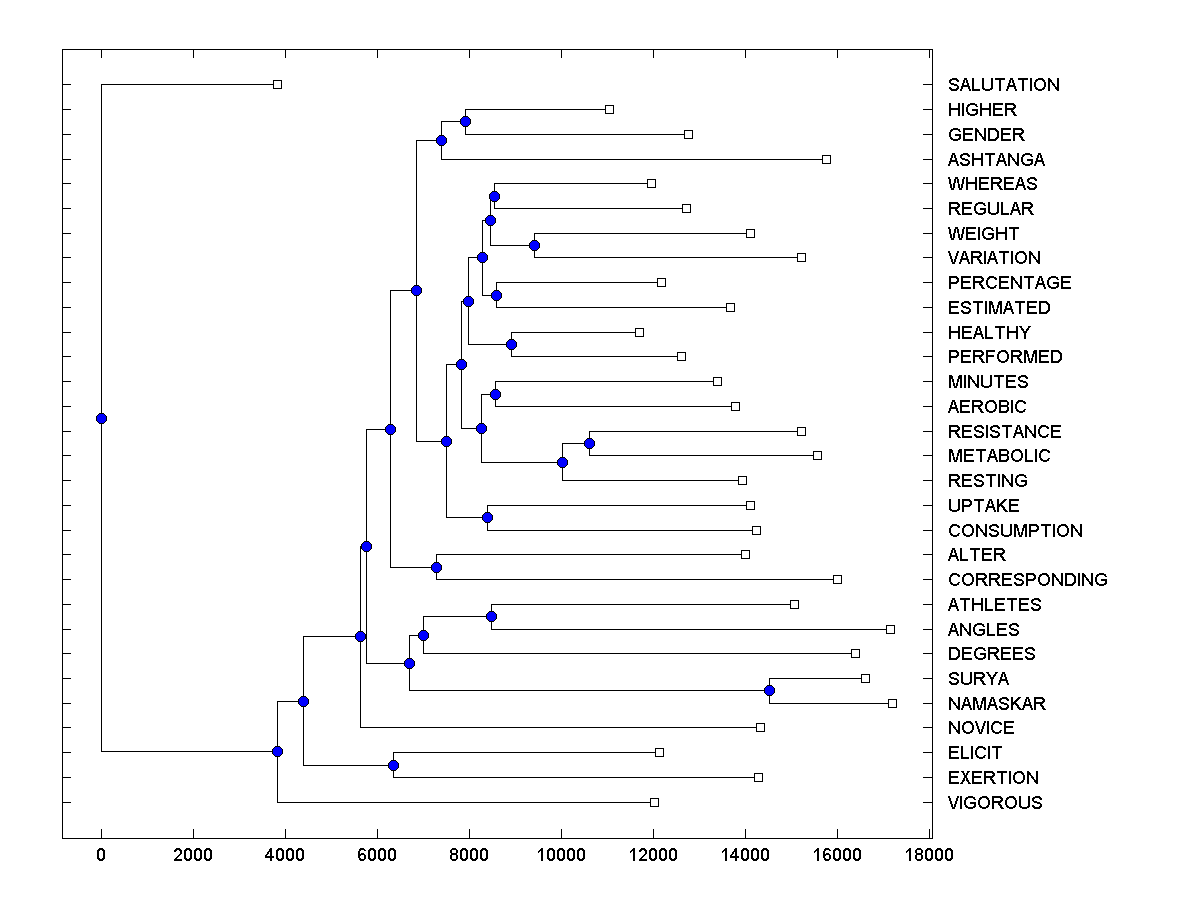 SALUTATION
HIGHER
GENDER
ASHTANGA
WHEREAS
REGULAR
WEIGHT
VARIATION
PERCENTAGE
ESTIMATED
HEALTHY
PERFORMED
MINUTES
AEROBIC
RESISTANCE
METABOLIC
RESTING
UPTAKE
CONSUMPTION
ALTER
CORRESPONDING
ATHLETES
ANGLES
DEGREES
SURYA
NAMASKAR
NOVICE
ELICIT
EXERTION
VIGOROUS
0 2000 4000 6000 8000 10000 12000 14000 16000 18000